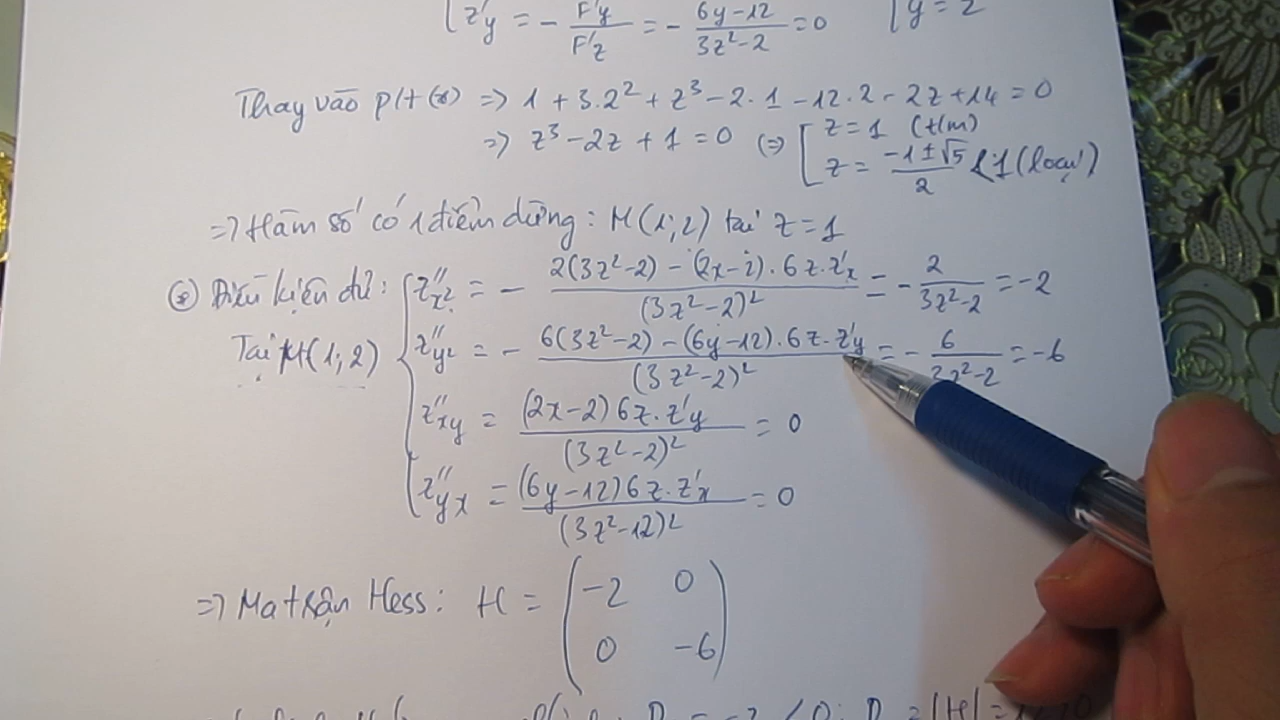 z'y = - F'y / F'z = - (6y-12) / (3z²-2) = 0   y = 2
Thay vào p/t (*) => 1 + 3.2² + z³ - 2.1 - 12.2 - 2z + 14 = 0
=> z³ - 2z + 1 = 0 (=) [ z = 1 (t/m)
z = (-1 ± √5) / 2 (loại)
=> Hàm số có 1 điểm dừng: M(1;2) tại z = 1
Điều kiện đủ: z''x² = - (2(3z²-2) - (2x-2).6z.z'x) / (3z²-2)² = - 2 / (3z²-2) = -2
Tại M(1;2) z''y² = - (6(3z²-2) - (6y-12).6z.z'y) / (3z²-2)² = - 6 / (3z²-2) = -6
z''xy = (2x-2)6z.z'y / (3z²-2)² = 0
z''yx = (6y-12)6z.z'x / (3z²-12)² = 0
=> Ma trận Hess: H = ( -2 0
0 -6 )